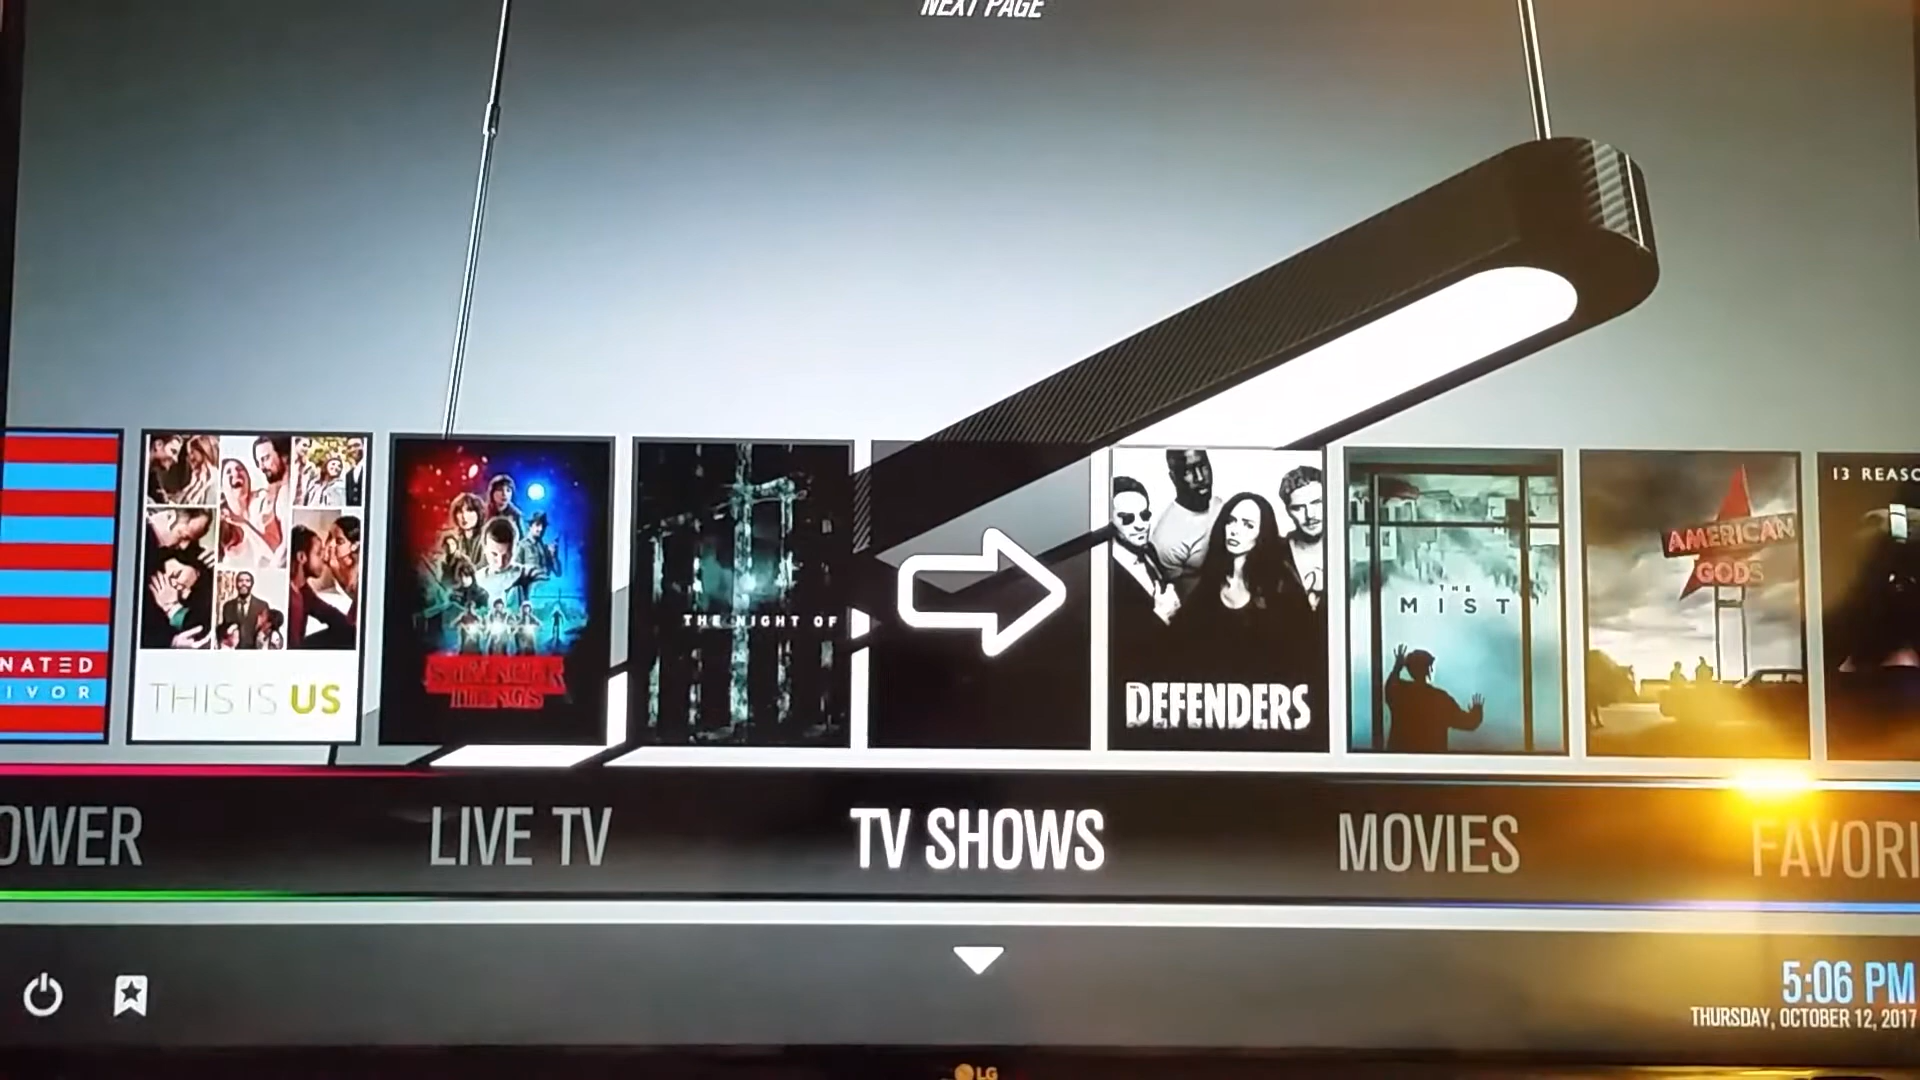 NEXT PAGE
NATED
IVOR
THIS IS US
STRANGER
THINGS
THE NIGHT OF
DEFENDERS
THE
MIST
AMERICAN
GODS
13 REASO
OWER
LIVE TV
TV SHOWS
MOVIES
FAVORI
5:06 PM
THURSDAY, OCTOBER 12, 2017
LG